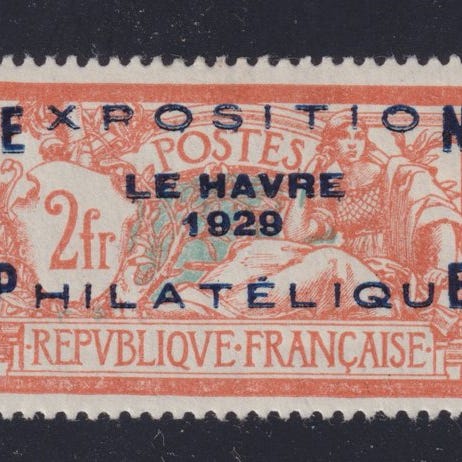 EXPOSITION
POSTES
LE HAVRE
1929
2fr
PHILATÉLIQUE
·REPVBLIQVE·FRANÇAISE·